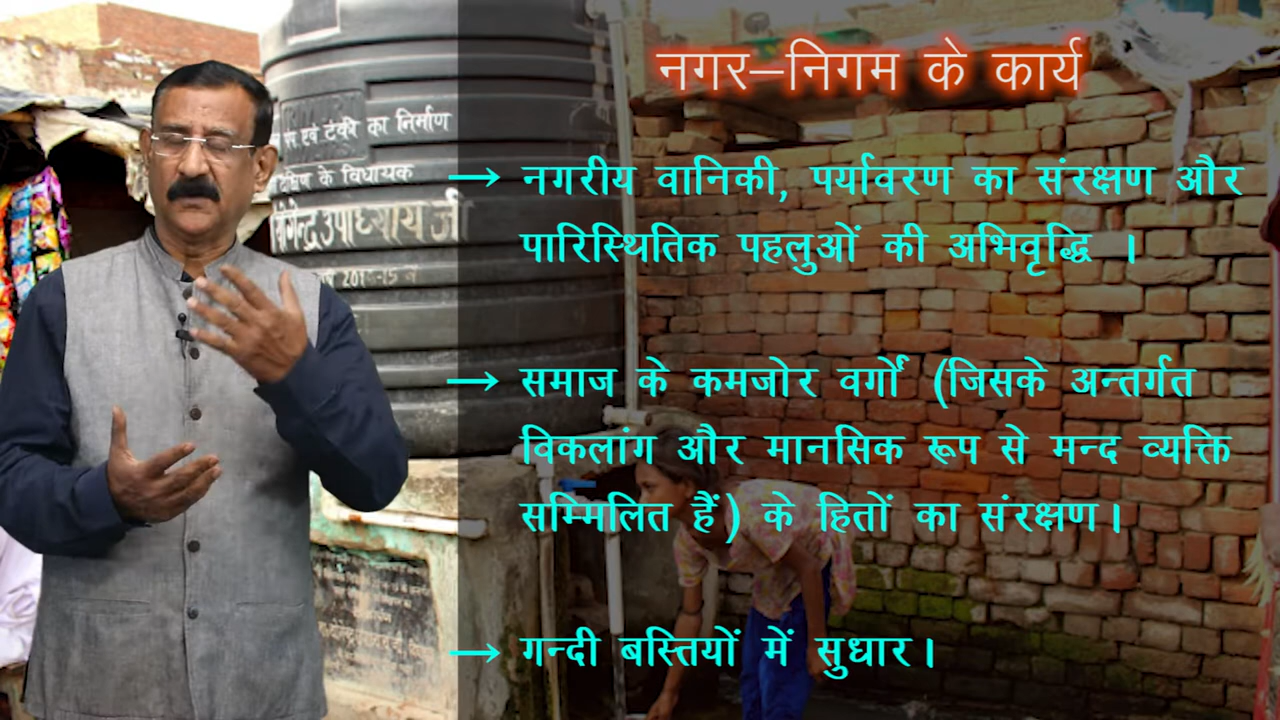 नगर–निगम के कार्य
एवं टंकी का निर्माण
के विधायक
उपाध्याय जी
→ नगरीय वानिकी, पर्यावरण का संरक्षण और
पारिस्थितिक पहलुओं की अभिवृद्धि ।
→ समाज के कमजोर वर्गों (जिसके अन्तर्गत
विकलांग और मानसिक रूप से मन्द व्यक्ति
सम्मिलित हैं) के हितों का संरक्षण।
→ गन्दी बस्तियों में सुधार।